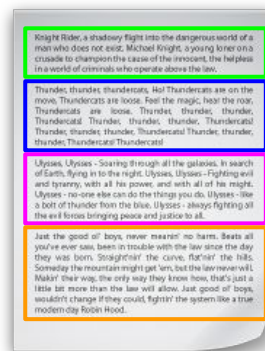 Knight Rider, a shadowy flight into the dangerous world of a
man who does not exist. Michael Knight, a young loner on a
crusade to champion the cause of the innocent, the helpless
in a world of criminals who operate above the law.
Thunder, thunder, thundercats, Ho! Thundercats are on the
move, Thundercats are loose. Feel the magic, hear the roar,
Thundercats are loose. Thunder, thunder, thunder,
Thundercats! Thunder, thunder, thunder, Thundercats!
Thunder, thunder, thunder, Thundercats! Thunder, thunder,
thunder, Thundercats! Thundercats!
Ulysses, Ulysses - Soaring through all the galaxies. In search
of Earth, flying in to the night. Ulysses, Ulysses - Fighting evil
and tyranny, with all his power, and with all of his might.
Ulysses - no-one else can do the things you do. Ulysses - like
a bolt of thunder from the blue. Ulysses - always fighting all
the evil forces bringing peace and justice to all.
Just the good ol' boys, never meanin' no harm. Beats all
you've ever saw, been in trouble with the law since the day
they was born. Straight'nin' the curve, flat'nin' the hills.
Someday the mountain might get 'em, but the law never will.
Makin' their way, the only way they know how, that's just a
little bit more than the law will allow. Just good ol' boys,
wouldn't change if they could, fightin' the system like a true
modern day Robin Hood.